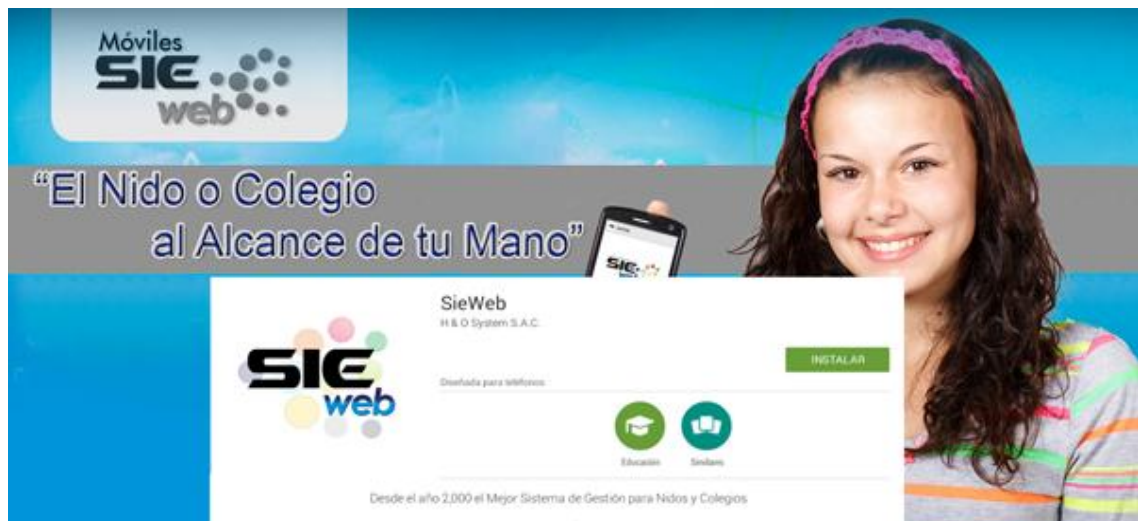 Móviles
SIE
web
“El Nido o Colegio
al Alcance de tu Mano”
SIE
SieWeb
H & O System S.A.C.
INSTALAR
Diseñada para teléfonos
SIE
web
Educación
Similares
Desde el año 2,000 el Mejor Sistema de Gestión para Nidos y Colegios